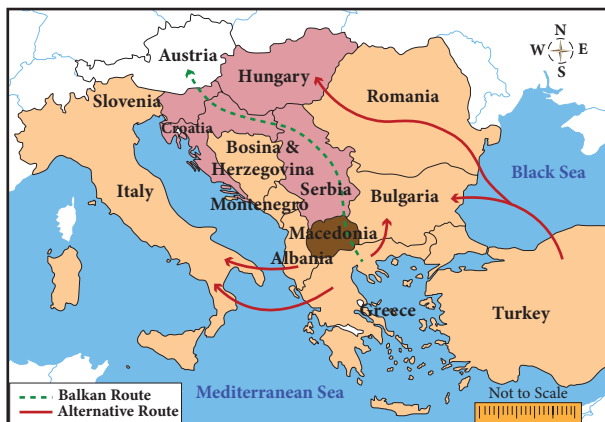 N
W E
S
Austria
Hungary
Slovenia
Romania
Croatia
Bosina &
Herzegovina
Black Sea
Italy
Serbia
Bulgaria
Montenegro
Macedonia
Albania
Greece
Turkey
Mediterranean Sea
Balkan Route
Alternative Route
Not to Scale